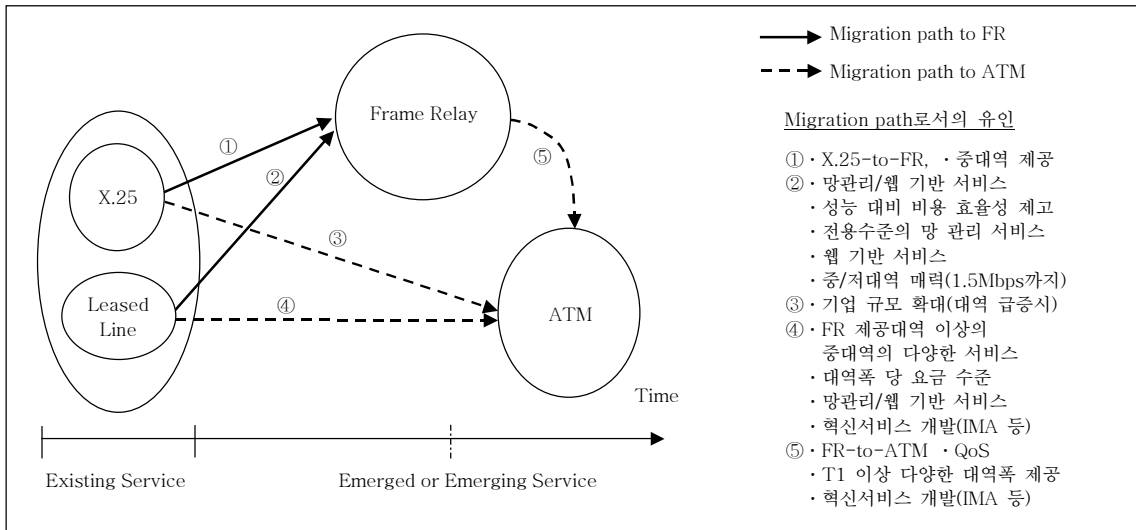 Frame Relay
①
②
③
④
⑤
X.25
Leased
Line
ATM
Time
Existing Service
Emerged or Emerging Service
Migration path to FR
Migration path to ATM
Migration path로서의 유인
①·X.25-to-FR, ·중대역 제공
②·망관리/웹 기반 서비스
·성능 대비 비용 효율성 제고
·전용수준의 망 관리 서비스
·웹 기반 서비스
·중/저대역 매력(1.5Mbps까지)
③·기업 규모 확대(대역 급증시)
④·FR 제공대역 이상의
중대역의 다양한 서비스
·대역폭 당 요금 수준
·망관리/웹 기반 서비스
·혁신서비스 개발(IMA 등)
⑤·FR-to-ATM ·QoS
·T1 이상 다양한 대역폭 제공
·혁신서비스 개발(IMA 등)